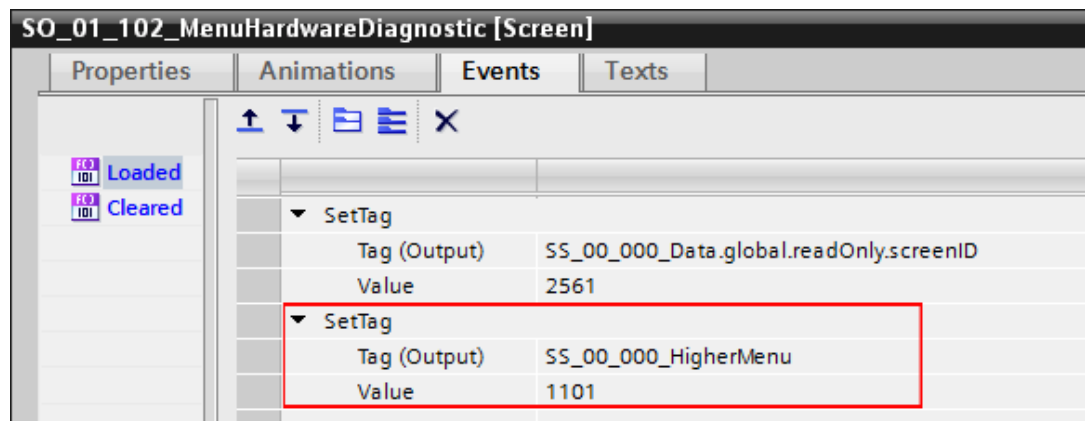 SO_01_102_MenuHardwareDiagnostic [Screen]
Properties Animations Events Texts
Loaded
Cleared
SetTag
Tag (Output) SS_00_000_Data.global.readOnly.screenID
Value 2561
SetTag
Tag (Output) SS_00_000_HigherMenu
Value 1101